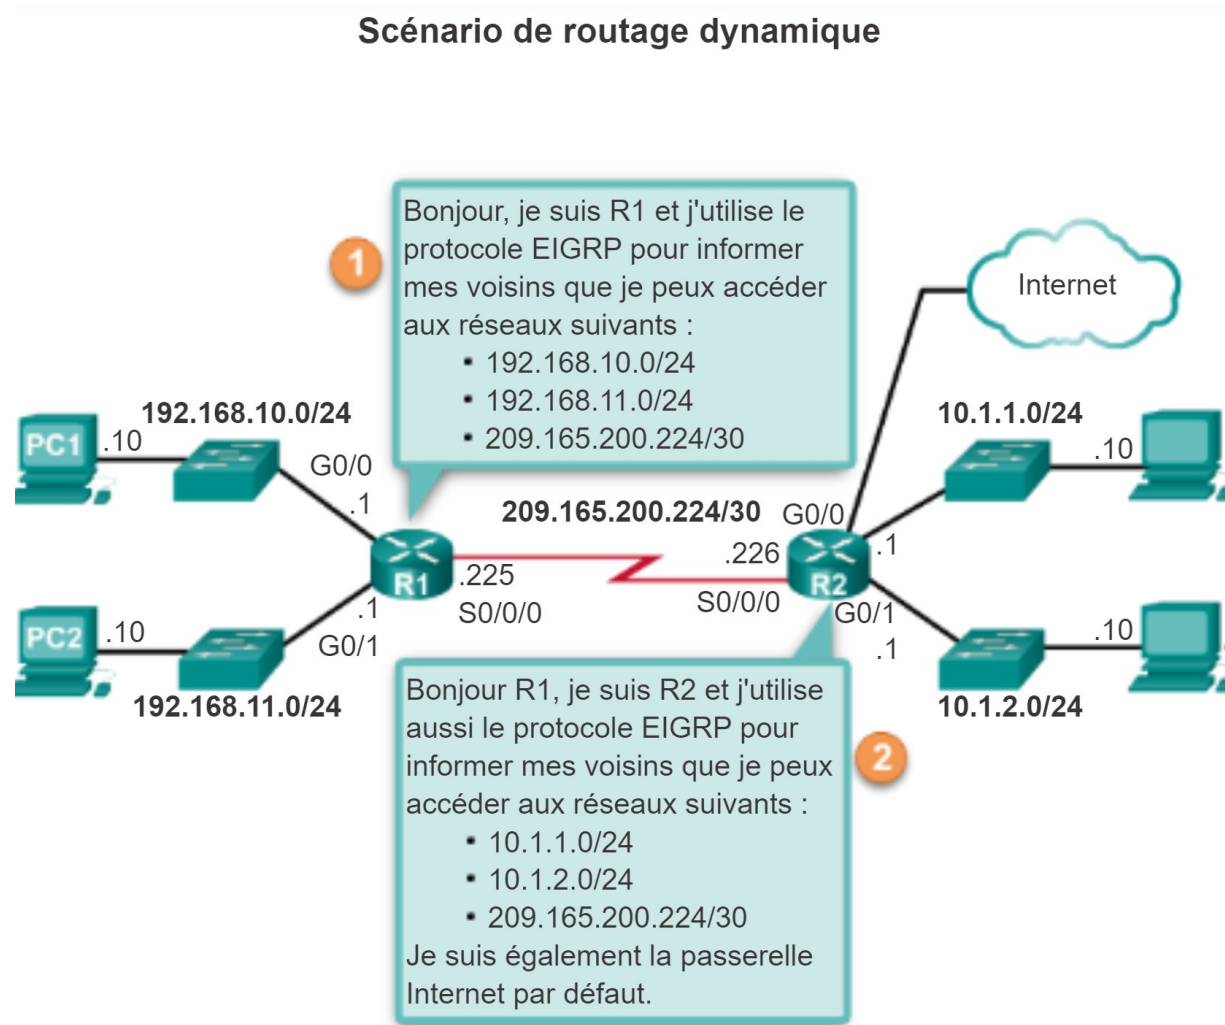 Scénario de routage dynamique
1
Bonjour, je suis R1 et j'utilise le
protocole EIGRP pour informer
mes voisins que je peux accéder
aux réseaux suivants :
▪ 192.168.10.0/24
▪ 192.168.11.0/24
▪ 209.165.200.224/30
Internet
192.168.10.0/24
PC1
.10
G0/0
.1
R1
.225
S0/0/0
209.165.200.224/30
.226
S0/0/0
G0/0
R2
.1
10.1.1.0/24
.10
PC2
.10
.1
G0/1
192.168.11.0/24
G0/1
.1
.10
10.1.2.0/24
Bonjour R1, je suis R2 et j'utilise
aussi le protocole EIGRP pour
informer mes voisins que je peux
accéder aux réseaux suivants :
▪ 10.1.1.0/24
▪ 10.1.2.0/24
▪ 209.165.200.224/30
Je suis également la passerelle
Internet par défaut.
2